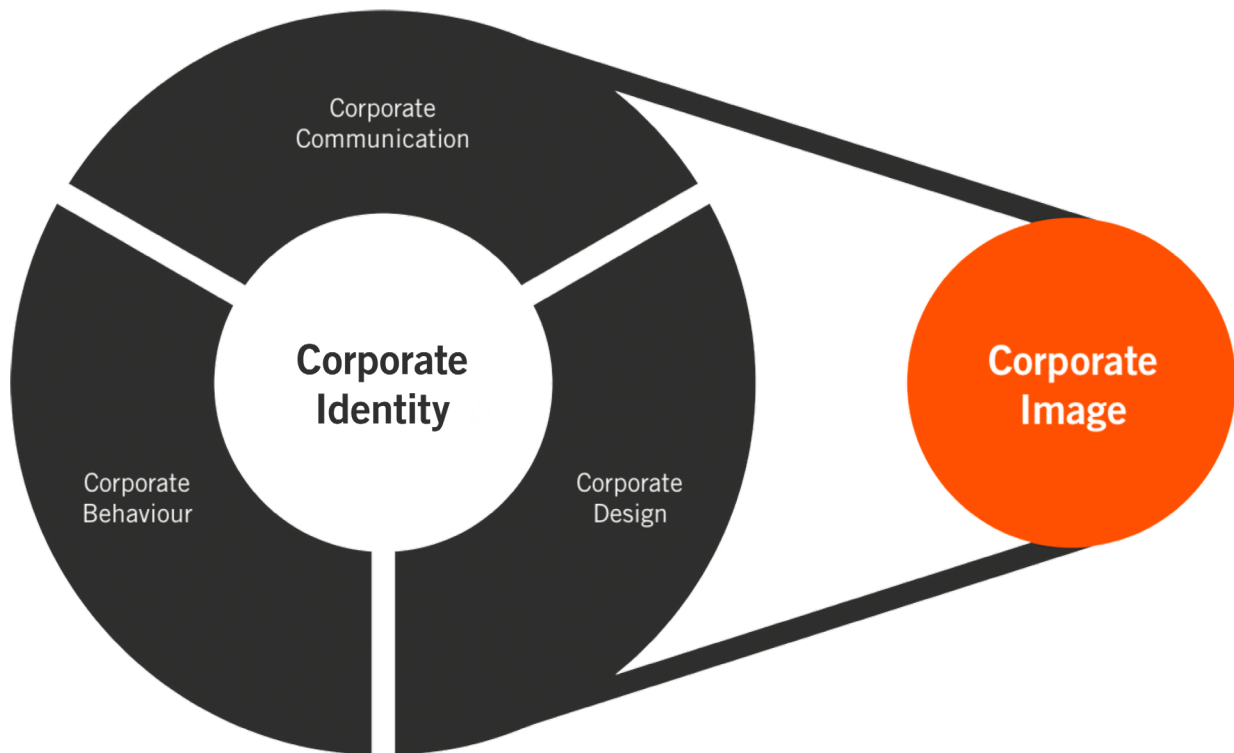 Corporate
Communication
Corporate
Identity
Corporate
Image
Corporate
Behaviour
Corporate
Design